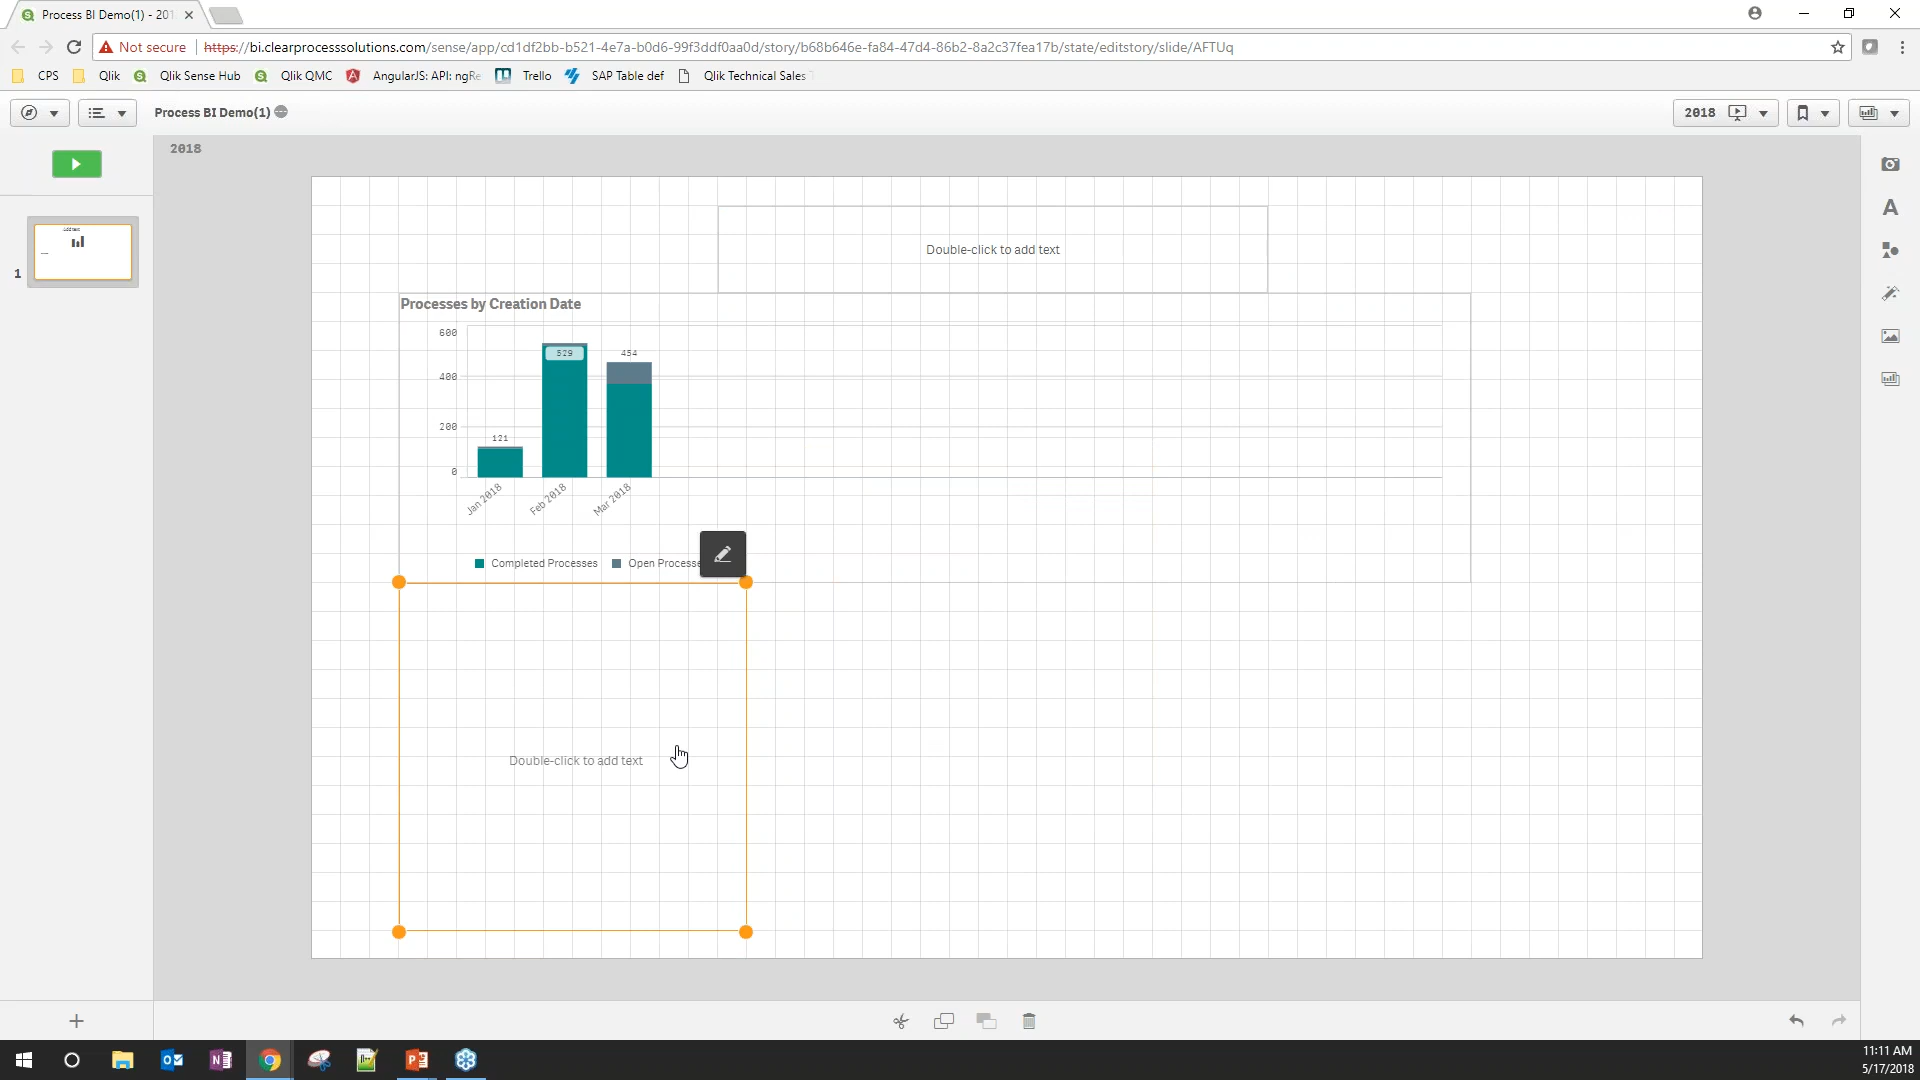 Process BI Demo(1) - 201
Not secure
https://bi.clearprocesssolutions.com/sense/app/cd1df2bb-b521-4e7a-b0d6-99f3ddf0aa0d/story/b68b646e-fa84-47d4-86b2-8a2c37fea17b/state/editstory/slide/AFTUq
CPS Qlik Qlik Sense Hub Qlik QMC AngularJS: API: ngRe Trello SAP Table def Qlik Technical Sales
Process BI Demo(1)
2018
2018
1
Double-click to add text
Processes by Creation Date
600
400
200
0
529
454
121
Jan 2018
Feb 2018
Mar 2018
Completed Processes
Open Processe
Double-click to add text
11:11 AM
5/17/2018